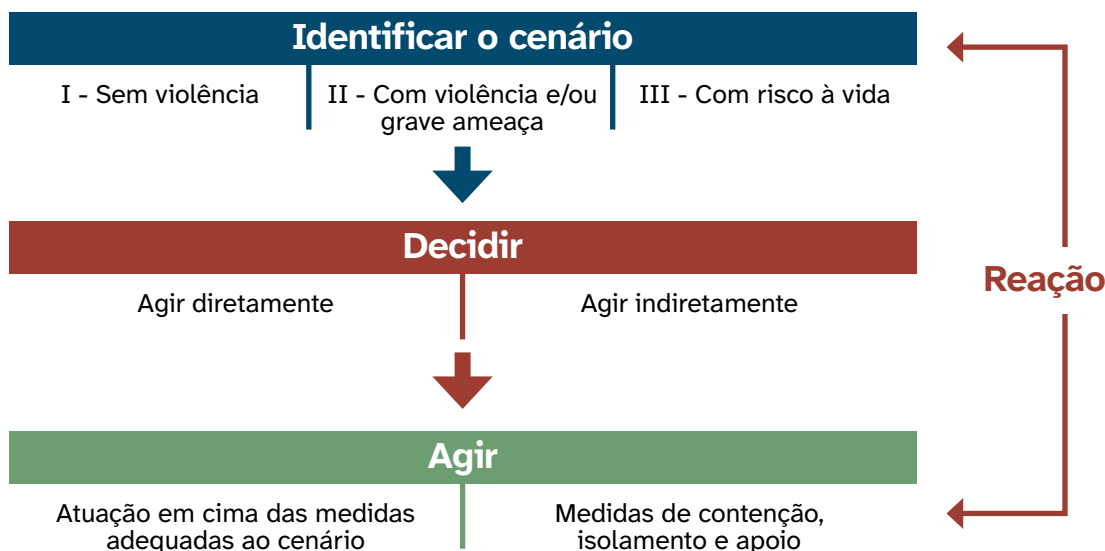 Identificar o cenário
I - Sem violência
II - Com violência e/ou
grave ameaça
III - Com risco à vida
Decidir
Agir diretamente
Agir indiretamente
Reação
Agir
Atuação em cima das medidas
adequadas ao cenário
Medidas de contenção,
isolamento e apoio